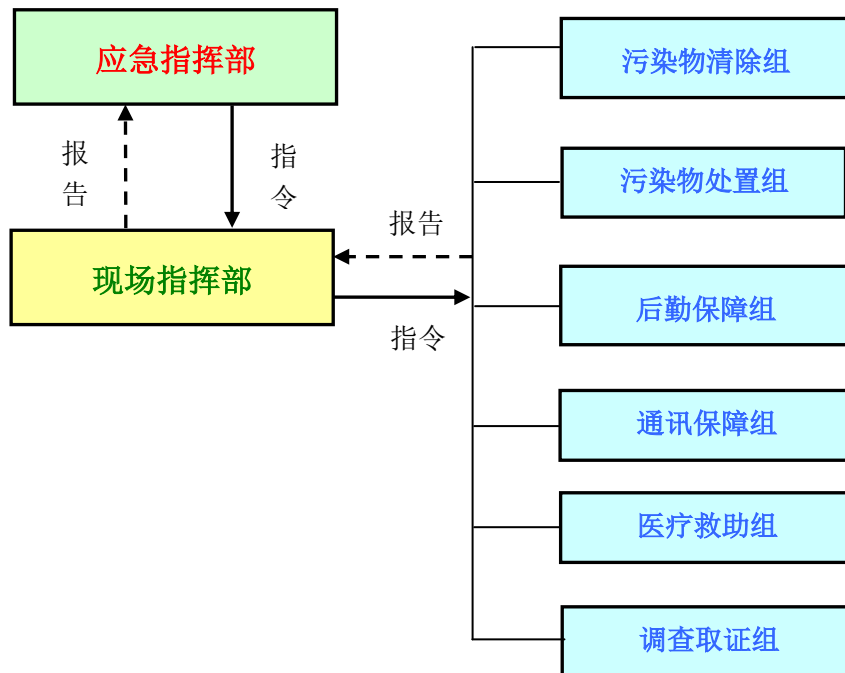 应急指挥部
报告
指令
现场指挥部
报告
指令
污染物清除组
污染物处置组
后勤保障组
通讯保障组
医疗救助组
调查取证组